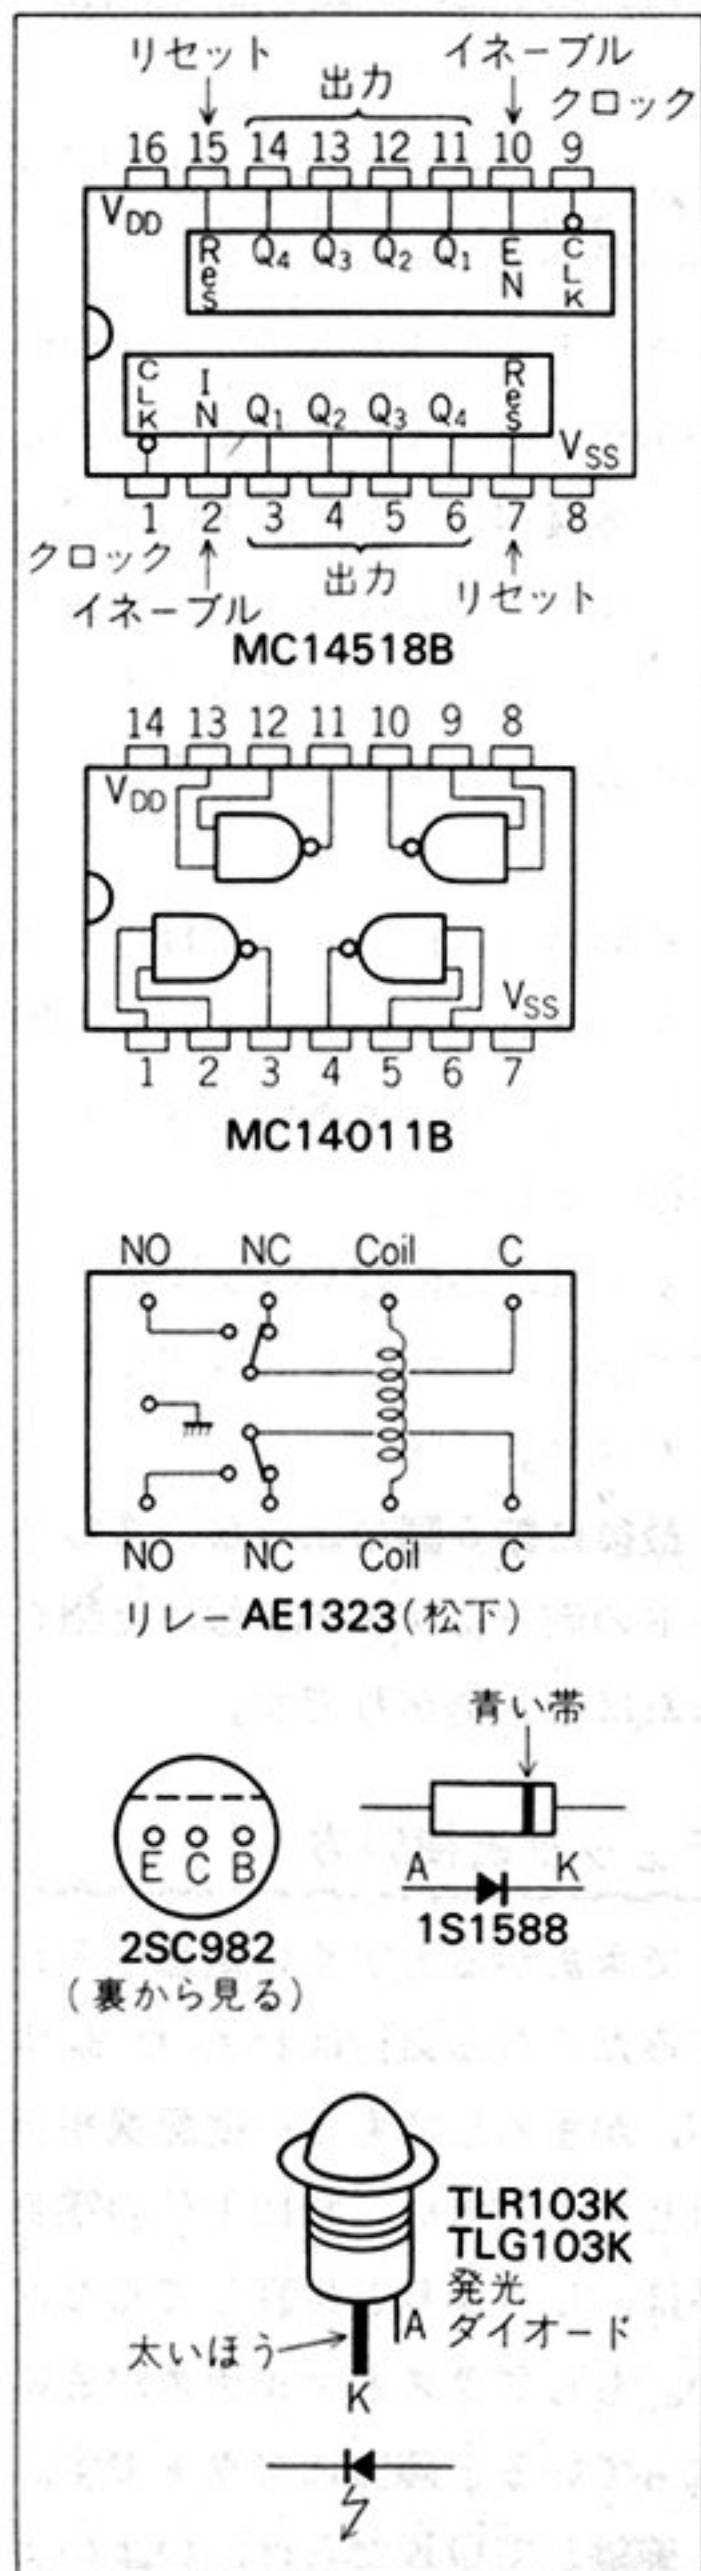 リセット
出力
イネーブル
クロック
16 15 14 13 12 11 10 9
VDD
Res Q4 Q3 Q2 Q1 EN CLK
CLK IN Q1 Q2 Q3 Q4 Res
VSS
1 2 3 4 5 6 7 8
クロック
イネーブル
出力
リセット
MC14518B
14 13 12 11 10 9 8
VDD
VSS
1 2 3 4 5 6 7
MC14011B
NO NC Coil C
NO NC Coil C
リレーAE1323(松下)
青い帯
E C B
A K
2SC982
(裏から見る)
1S1588
TLR103K
TLG103K
発光
ダイオード
A
太いほう
K